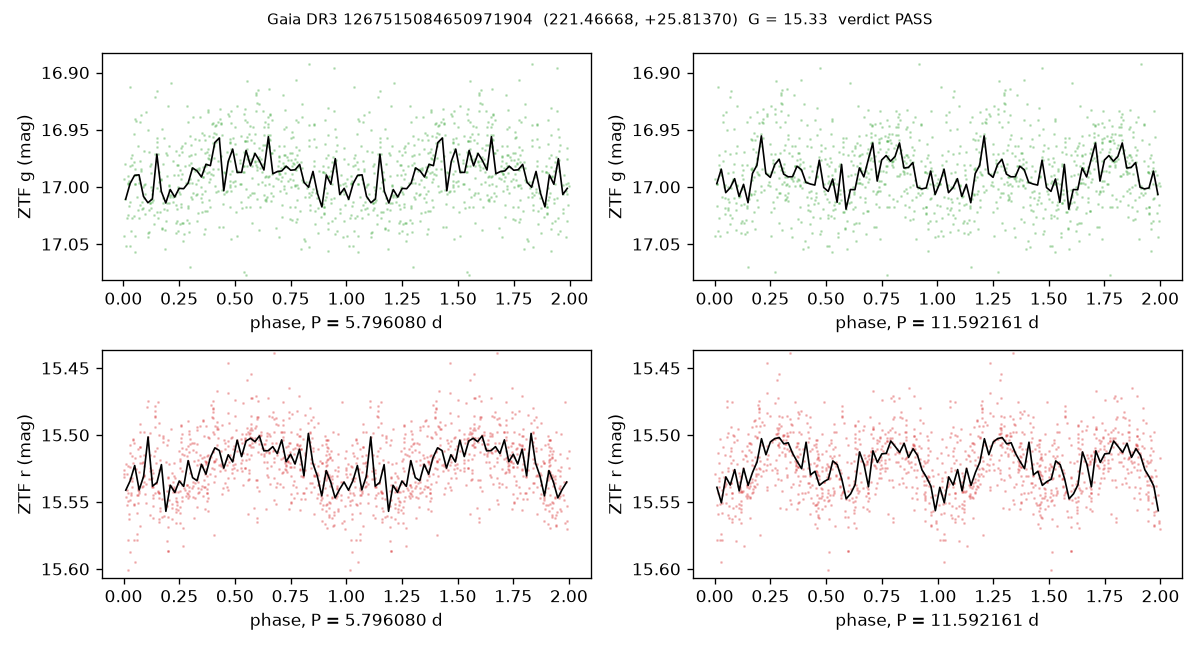 Gaia DR3 1267515084650971904 (221.46668, +25.81370) G = 15.33 verdict PASS
ZTF g (mag)
16.90
16.95
17.00
17.05
0.00 0.25 0.50 0.75 1.00 1.25 1.50 1.75 2.00
phase, P = 5.796080 d
ZTF g (mag)
16.90
16.95
17.00
17.05
0.00 0.25 0.50 0.75 1.00 1.25 1.50 1.75 2.00
phase, P = 11.592161 d
ZTF r (mag)
15.45
15.50
15.55
15.60
0.00 0.25 0.50 0.75 1.00 1.25 1.50 1.75 2.00
phase, P = 5.796080 d
ZTF r (mag)
15.45
15.50
15.55
15.60
0.00 0.25 0.50 0.75 1.00 1.25 1.50 1.75 2.00
phase, P = 11.592161 d